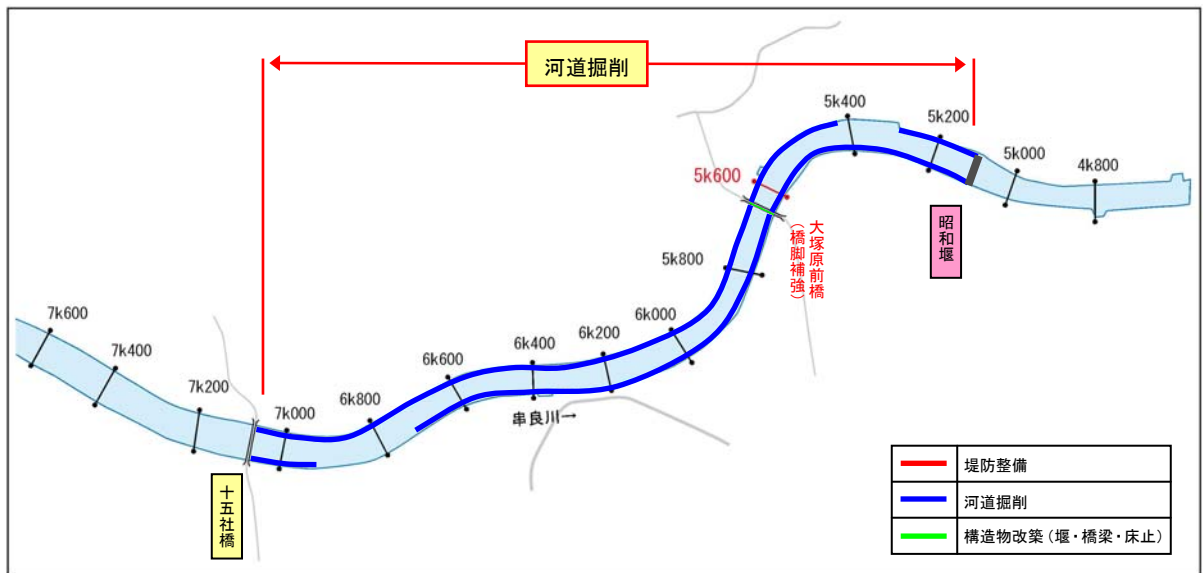 河道掘削
5k400
5k200
5k000
4k800
5k600
昭和堰
大塚原前橋
（橋脚補強）
5k800
6k000
6k200
6k400
6k600
6k800
7k000
7k200
7k400
7k600
串良川→
十五社橋
堤防整備
河道掘削
構造物改築（堰・橋梁・床止）